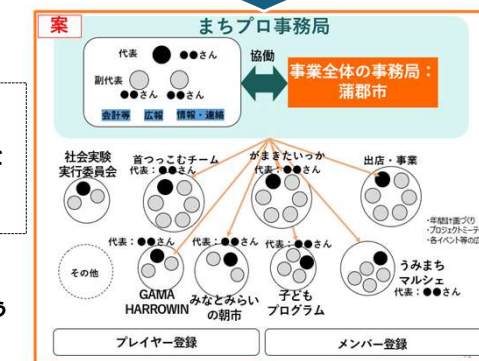 案
まちプロ事務局
代表 ●●さん
副代表
●●さん ●●さん
会計等 広報 情報・連絡
協働
事業全体の事務局：
蒲郡市
社会実験
実行委員会
首つっこむチーム
代表：●●さん
がまきたいっか
代表：●●さん
出店・事業
・年間計画づくり
・プロジェクトミーテ
・各イベント等の広
その他
代表：●●さん
GAMA
HARROWIN
代表：●●さん
みなとみらい
の朝市
代表：●●さん
子ども
プログラム
うみまち
マルシェ
代表：●●さん
プレイヤー登録
メンバー登録
う